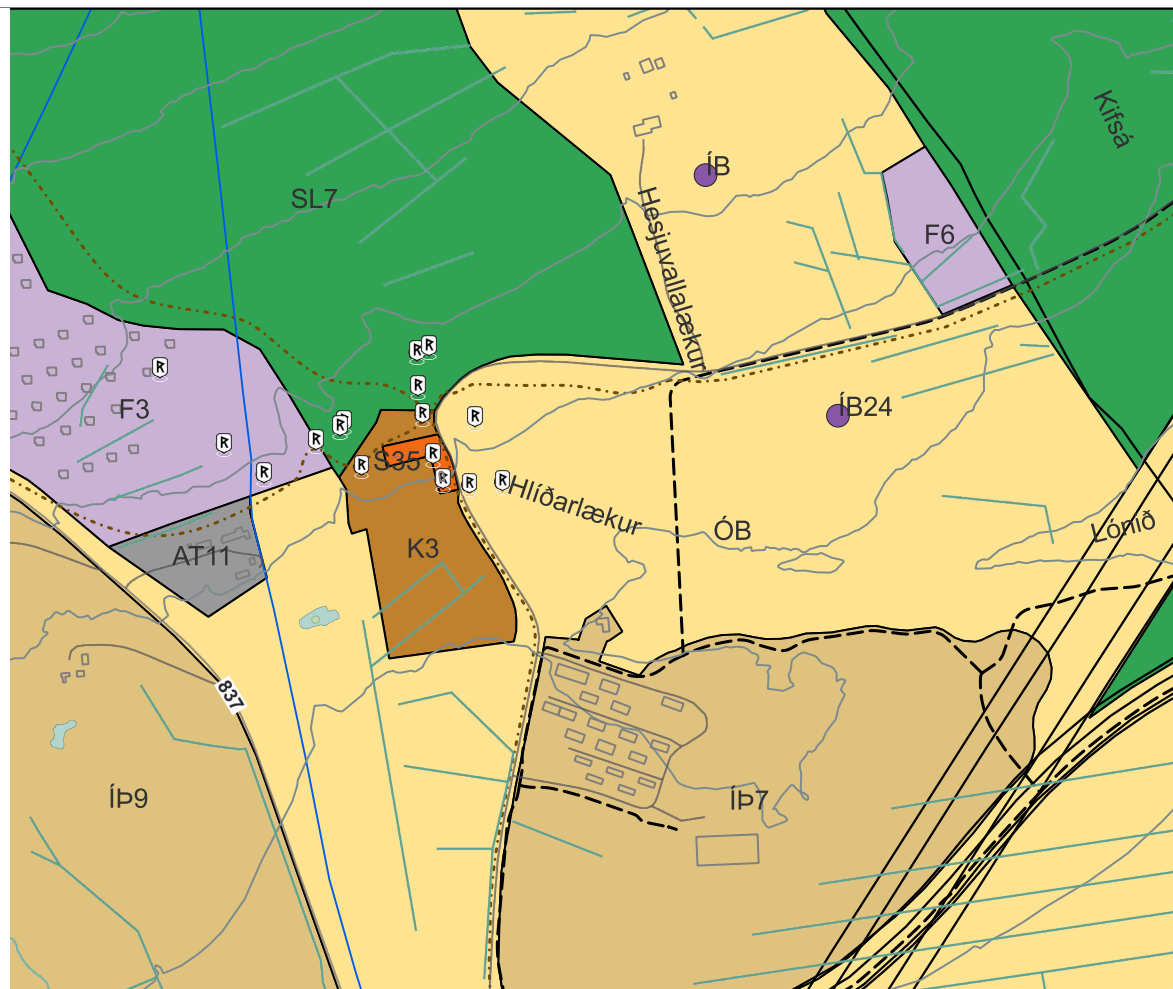 Kifsá
ÍB
SL7
F6
Hesjuvallalækur
R
R
R
R
F3
ÍB24
R
R
R
R
R
R
S35
R
R
R
R
R
R
Hlíðarlækur
Lónið
ÓB
K3
AT11
837
ÍÞ9
ÍÞ7